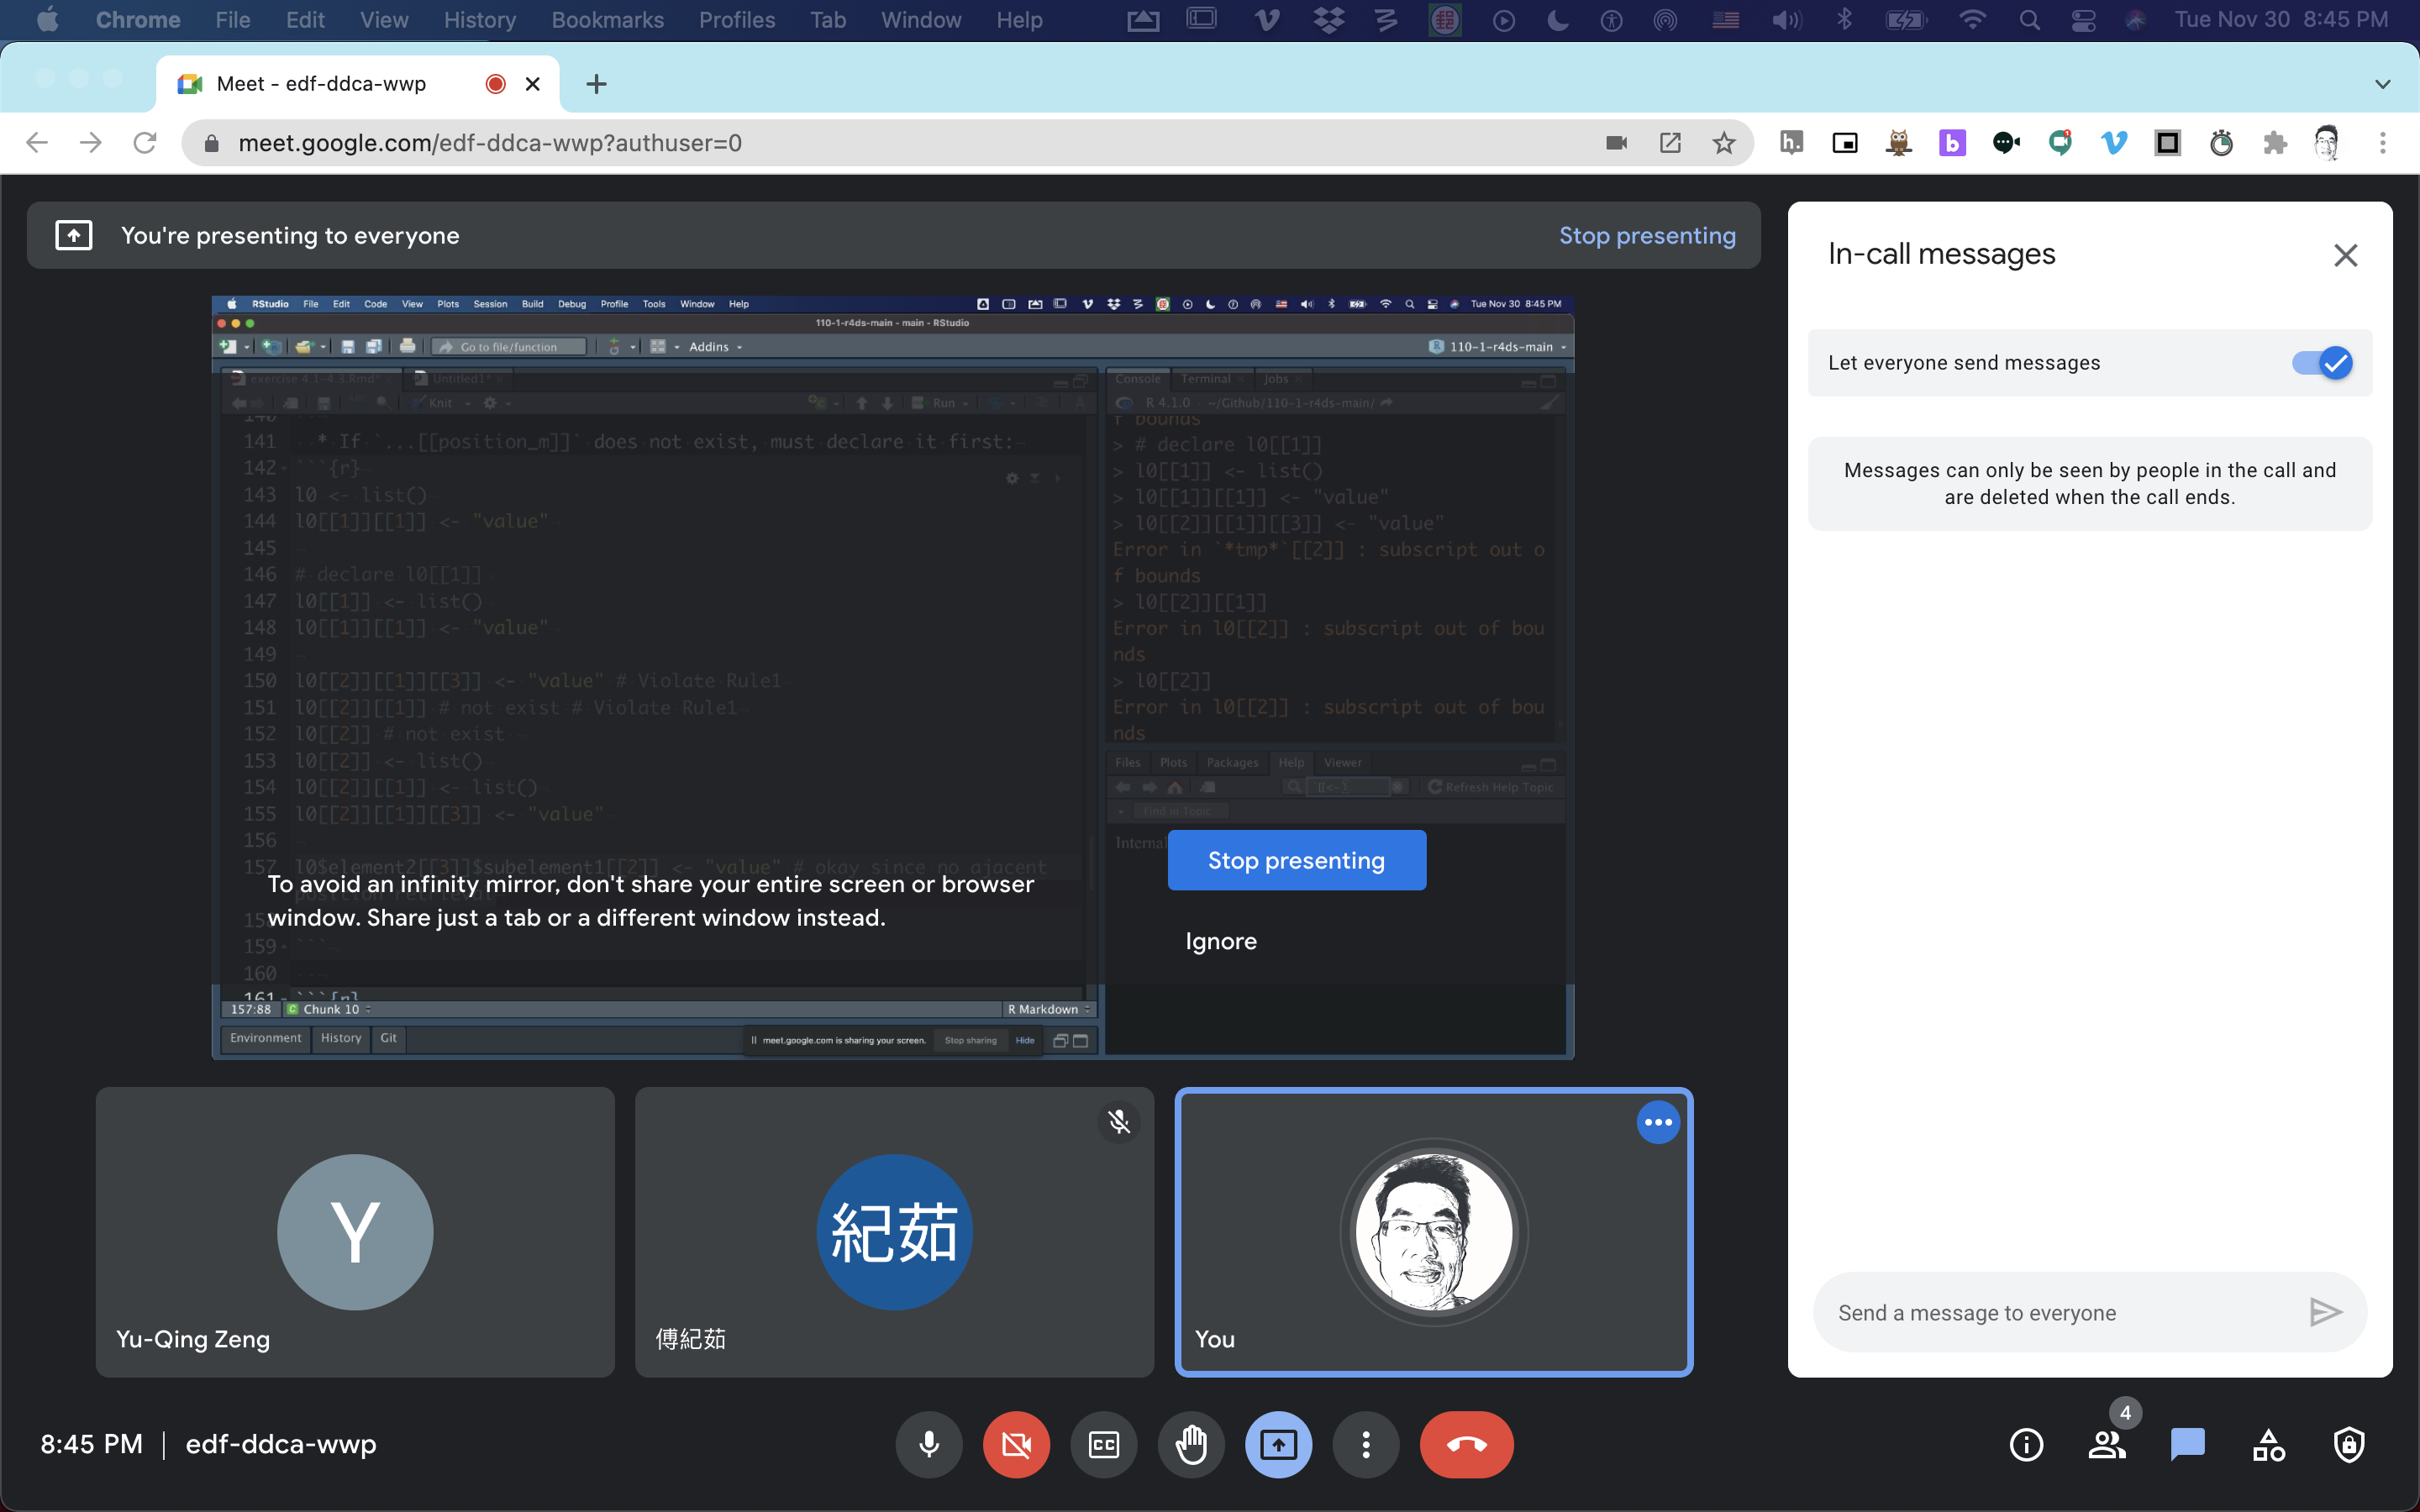 Chrome File Edit View History Bookmarks Profiles Tab Window Help Tue Nov 30 8:45 PM
Meet - edf-ddca-wwp
meet.google.com/edf-ddca-wwp?authuser=0
You're presenting to everyone
Stop presenting
RStudio File Edit Code View Plots Session Build Debug Profile Tools Window Help Tue Nov 30 8:45 PM
110-1-r4ds-main - main - RStudio
Go to file/function Addins 110-1-r4ds-main
exercise 4.1-4.3.Rmd* Untitled1*
Knit Run
141 * If `...[[position_m]]` does not exist, must declare it first:
142 ```{r}
143 l0 <- list()
144 l0[[1]][[1]] <- "value"
145
146 # declare l0[[1]]
147 l0[[1]] <- list()
148 l0[[1]][[1]] <- "value"
149
150 l0[[2]][[1]][[3]] <- "value" # Violate Rule1
151 l0[[2]][[1]] # not exist # Violate Rule1
152 l0[[2]] # not exist
153 l0[[2]] <- list()
154 l0[[2]][[1]] <- list()
155 l0[[2]][[1]][[3]] <- "value"
156
157 l0$element2[[3]]$subelement1[[2]] <- "value" # okay since no ajacent
159 ```
160
161 ```{r}
157:88 Chunk 10 R Markdown
Environment History Git
meet.google.com is sharing your screen. Stop sharing Hide
Console Terminal Jobs
R 4.1.0 · ~/Github/110-1-r4ds-main/
f bounds
> # declare l0[[1]]
> l0[[1]] <- list()
> l0[[1]][[1]] <- "value"
> l0[[2]][[1]][[3]] <- "value"
Error in `*tmp*`[[2]] : subscript out o
f bounds
> l0[[2]][[1]]
Error in l0[[2]] : subscript out of bou
nds
> l0[[2]]
Error in l0[[2]] : subscript out of bou
nds
Files Plots Packages Help Viewer
Refresh Help Topic
Find in Topic
Internal
To avoid an infinity mirror, don't share your entire screen or browser
window. Share just a tab or a different window instead.
Stop presenting
Ignore
Y
Yu-Qing Zeng
紀茹
傅紀茹
You
In-call messages
Let everyone send messages
Messages can only be seen by people in the call and
are deleted when the call ends.
Send a message to everyone
8:45 PM | edf-ddca-wwp
CC
4